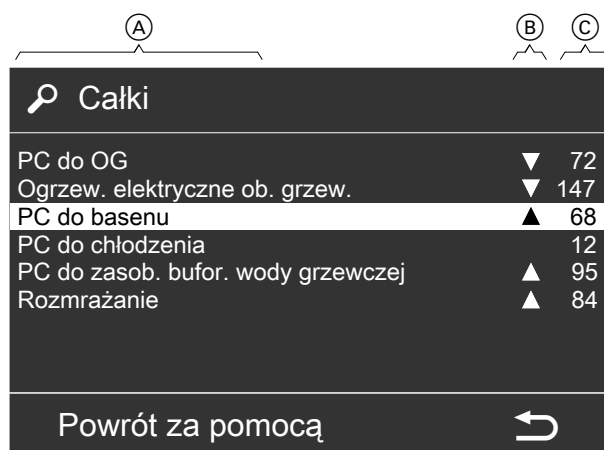 A B C
Całki
PC do OG ▼ 72
Ogrzew. elektryczne ob. grzew. ▼ 147
PC do basenu ▲ 68
PC do chłodzenia 12
PC do zasob. bufor. wody grzewczej ▲ 95
Rozmrażanie ▲ 84
Powrót za pomocą